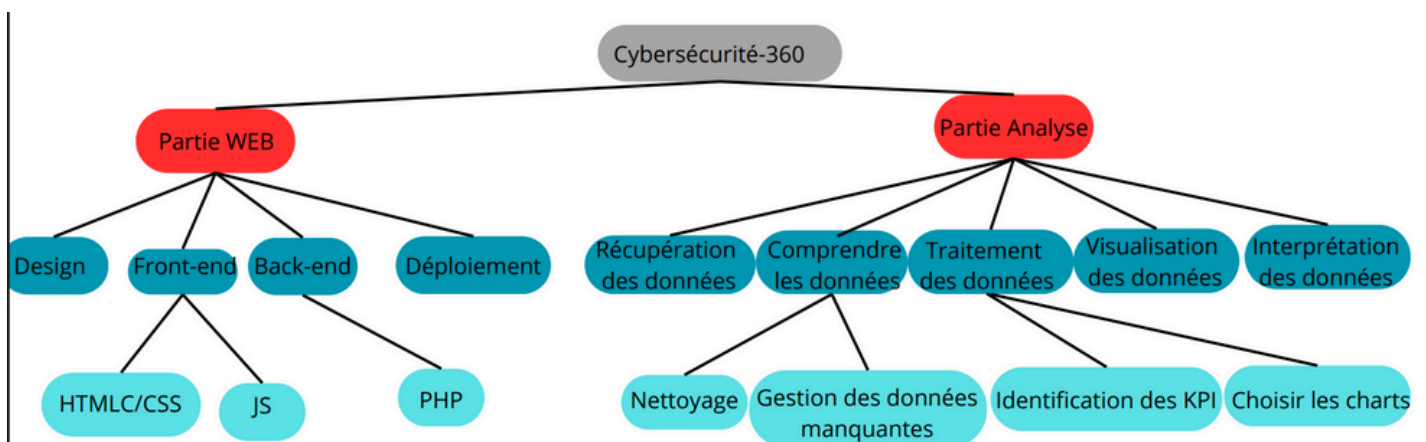 Cybersécurité-360
Partie WEB
Partie Analyse
Design
Front-end
Back-end
Déploiement
Récupération
des données
Comprendre
les données
Traitement
des données
Visualisation
des données
Interprétation
des données
HTMLC/CSS
JS
PHP
Nettoyage
Gestion des données
manquantes
Identification des KPI
Choisir les charts